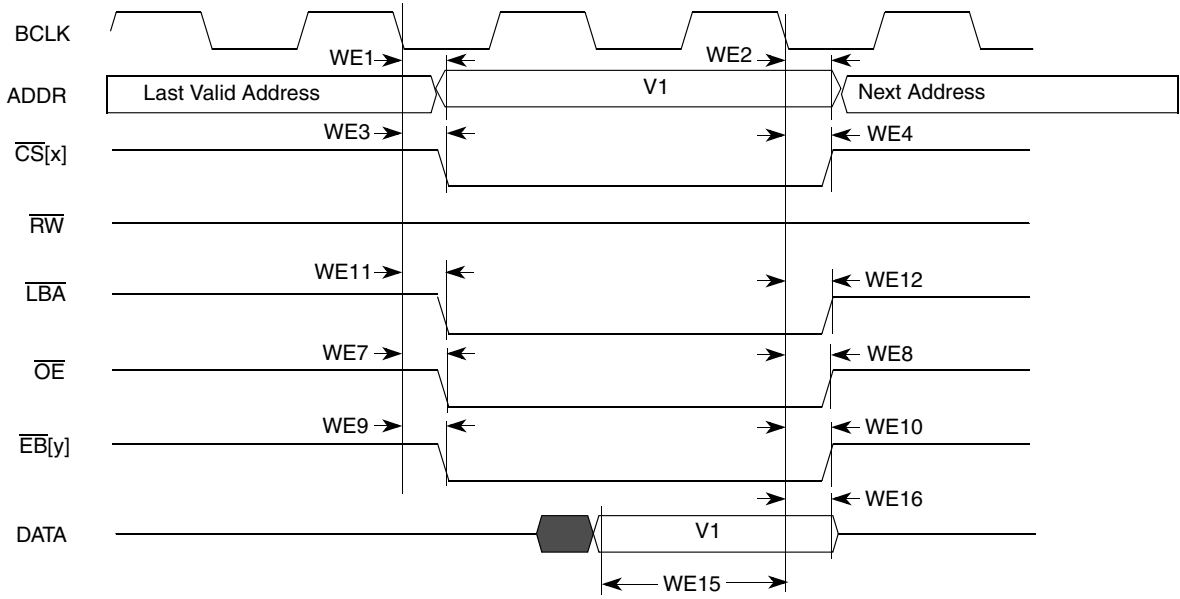 BCLK
WE1
WE2
ADDR
Last Valid Address
V1
Next Address
WE3
WE4
CS[x]
RW
WE11
WE12
LBA
WE7
WE8
OE
WE9
WE10
EB[y]
WE16
DATA
V1
WE15